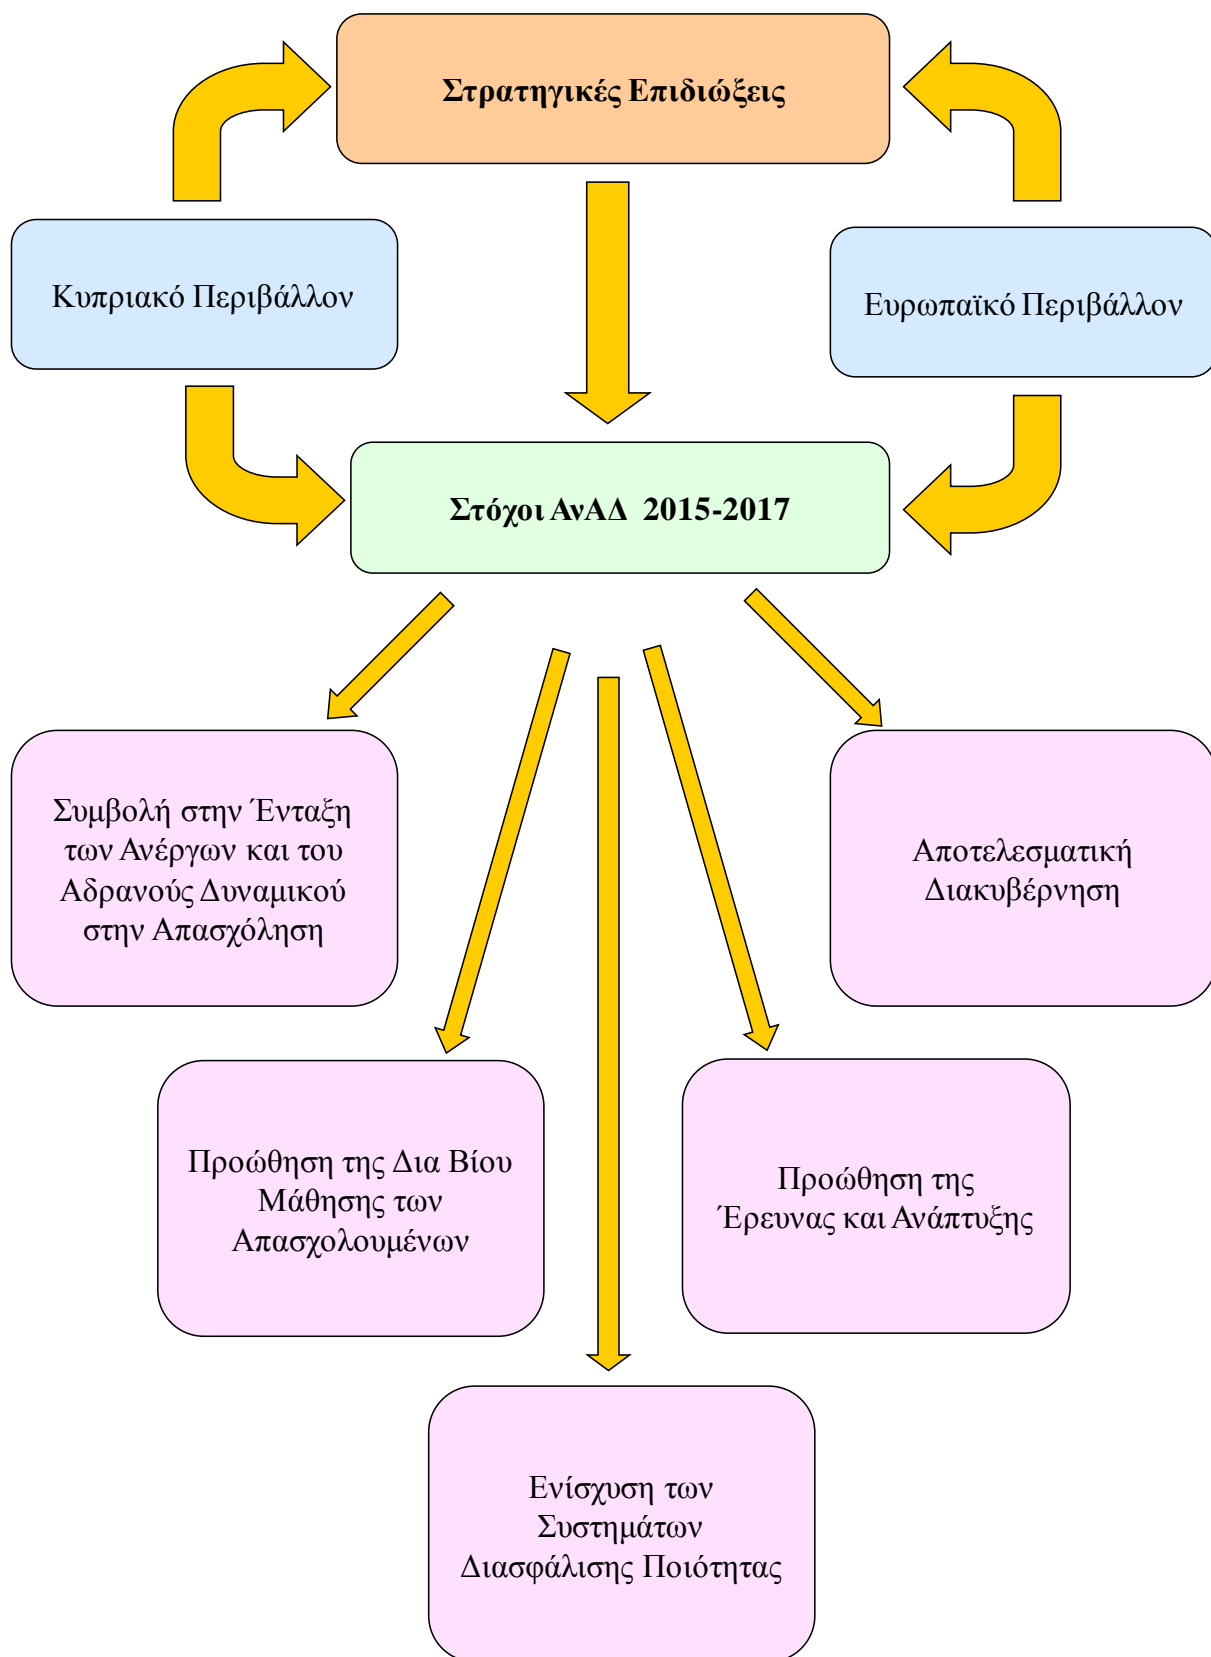 Στρατηγικές Επιδιώξεις
Κυπριακό Περιβάλλον
Ευρωπαϊκό Περιβάλλον
Στόχοι ΑνΑΔ 2015-2017
Συμβολή στην Ένταξη
των Ανέργων και του
Αδρανούς Δυναμικού
στην Απασχόληση
Αποτελεσματική
Διακυβέρνηση
Προώθηση της Δια Βίου
Μάθησης των
Απασχολουμένων
Προώθηση της
Έρευνας και Ανάπτυξης
Ενίσχυση των
Συστημάτων
Διασφάλισης Ποιότητας